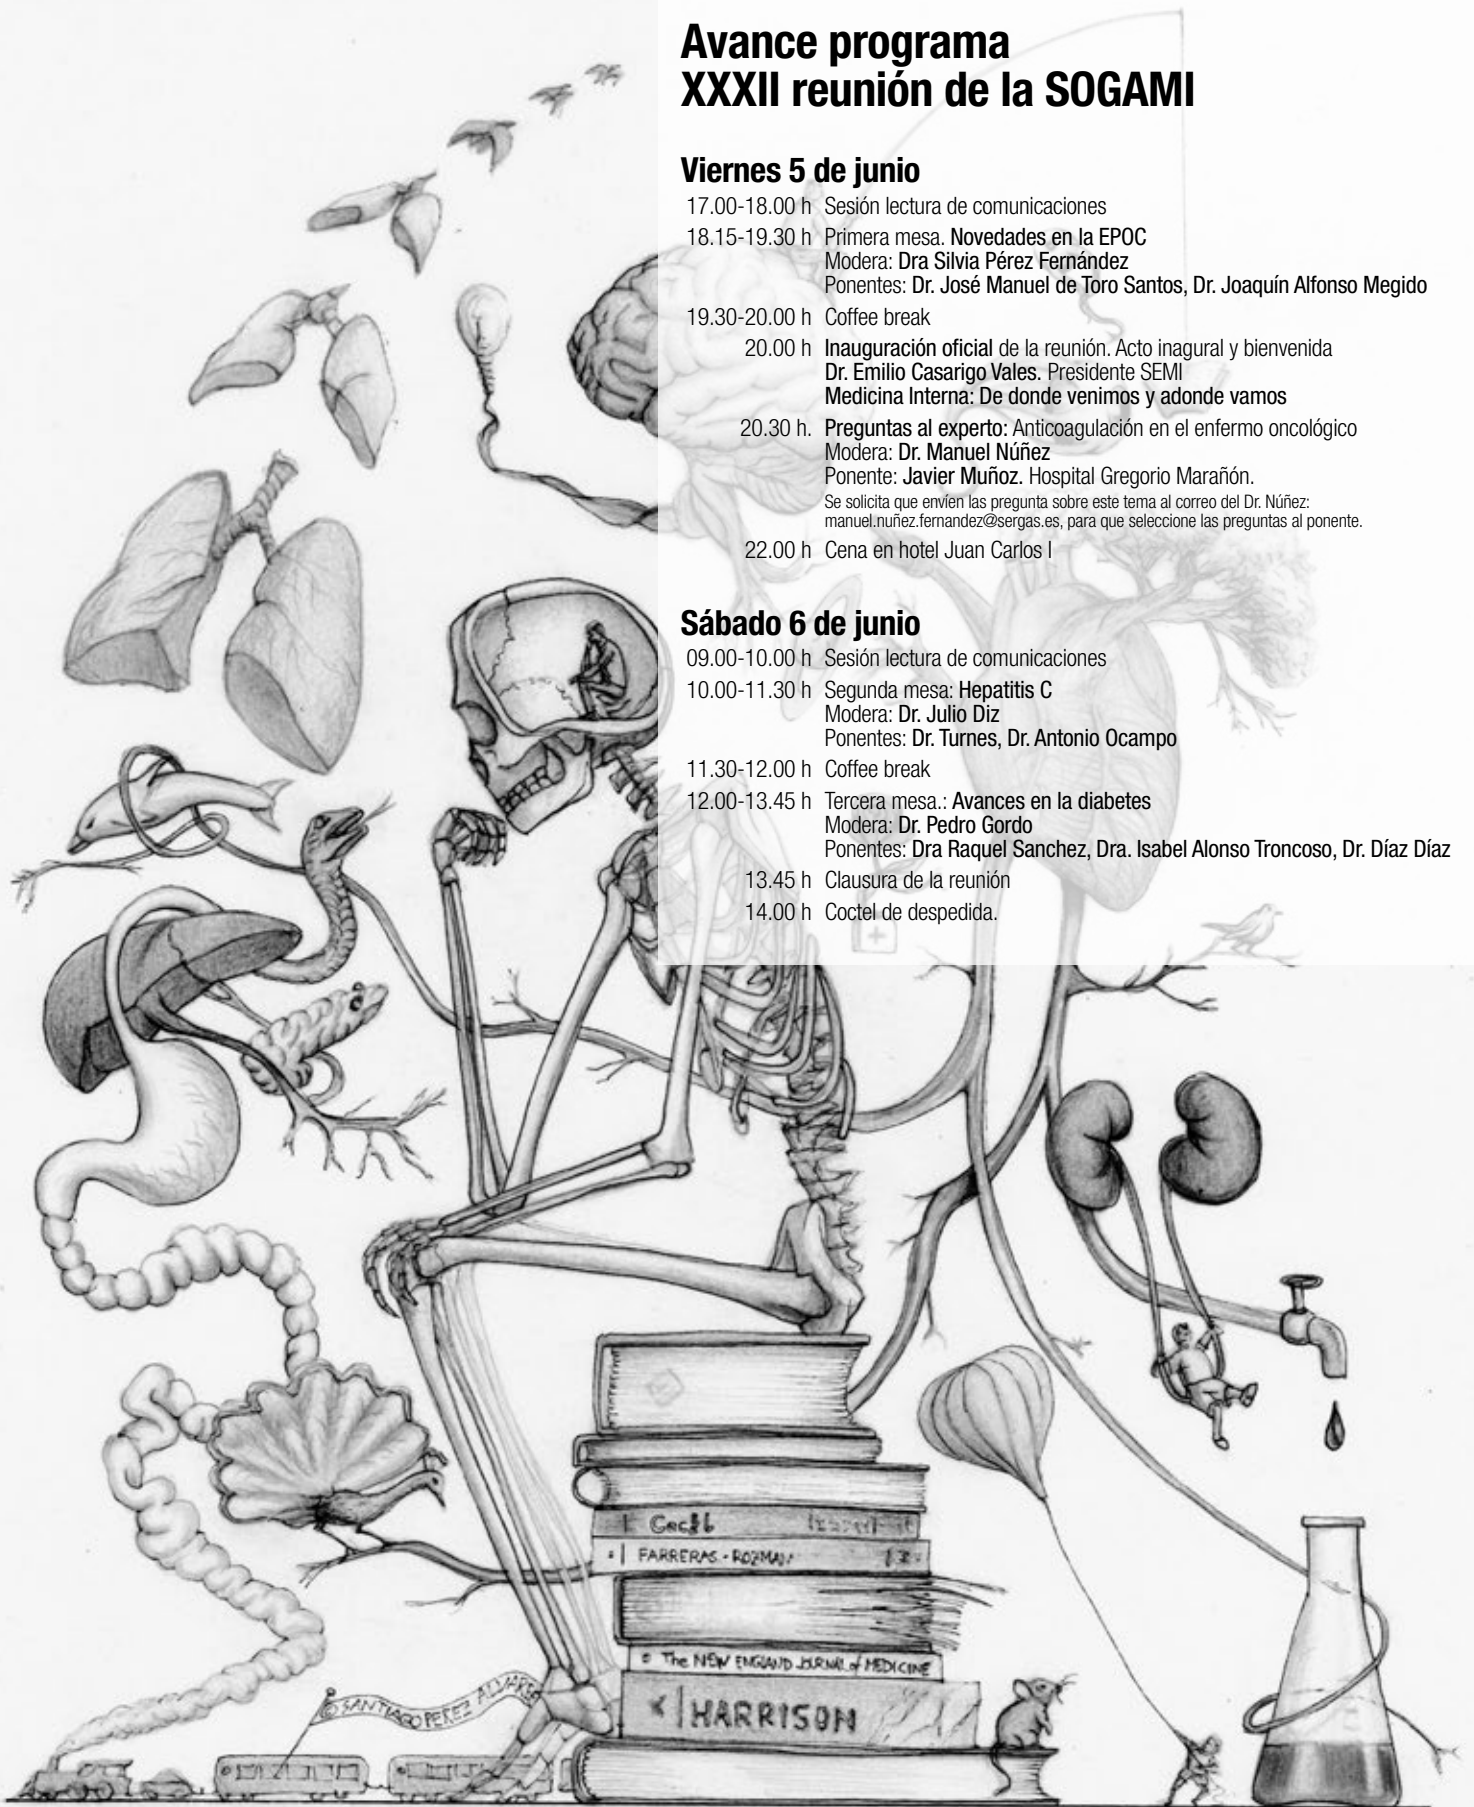 Avance programa
XXXII reunión de la SOGAMI
Viernes 5 de junio
17.00-18.00 h Sesión lectura de comunicaciones
18.15-19.30 h Primera mesa. Novedades en la EPOC
Modera: Dra Silvia Pérez Fernández
Ponentes: Dr. José Manuel de Toro Santos, Dr. Joaquín Alfonso Megido
19.30-20.00 h Coffee break
20.00 h Inauguración oficial de la reunión. Acto inagural y bienvenida
Dr. Emilio Casarigo Vales. Presidente SEMI
Medicina Interna: De donde venimos y adonde vamos
20.30 h. Preguntas al experto: Anticoagulación en el enfermo oncológico
Modera: Dr. Manuel Núñez
Ponente: Javier Muñoz. Hospital Gregorio Marañón.
Se solicita que envíen las pregunta sobre este tema al correo del Dr. Núñez:
manuel.nuñez.fernandez@sergas.es, para que seleccione las preguntas al ponente.
22.00 h Cena en hotel Juan Carlos I
Sábado 6 de junio
09.00-10.00 h Sesión lectura de comunicaciones
10.00-11.30 h Segunda mesa: Hepatitis C
Modera: Dr. Julio Diz
Ponentes: Dr. Turnes, Dr. Antonio Ocampo
11.30-12.00 h Coffee break
12.00-13.45 h Tercera mesa.: Avances en la diabetes
Modera: Dr. Pedro Gordo
Ponentes: Dra Raquel Sanchez, Dra. Isabel Alonso Troncoso, Dr. Díaz Díaz
13.45 h Clausura de la reunión
14.00 h Coctel de despedida.
FARRERAS - ROZMAN
The NEW ENGLAND JOURNAL of MEDICINE
HARRISON
© SANTIAGO PEREZ ALVAREZ